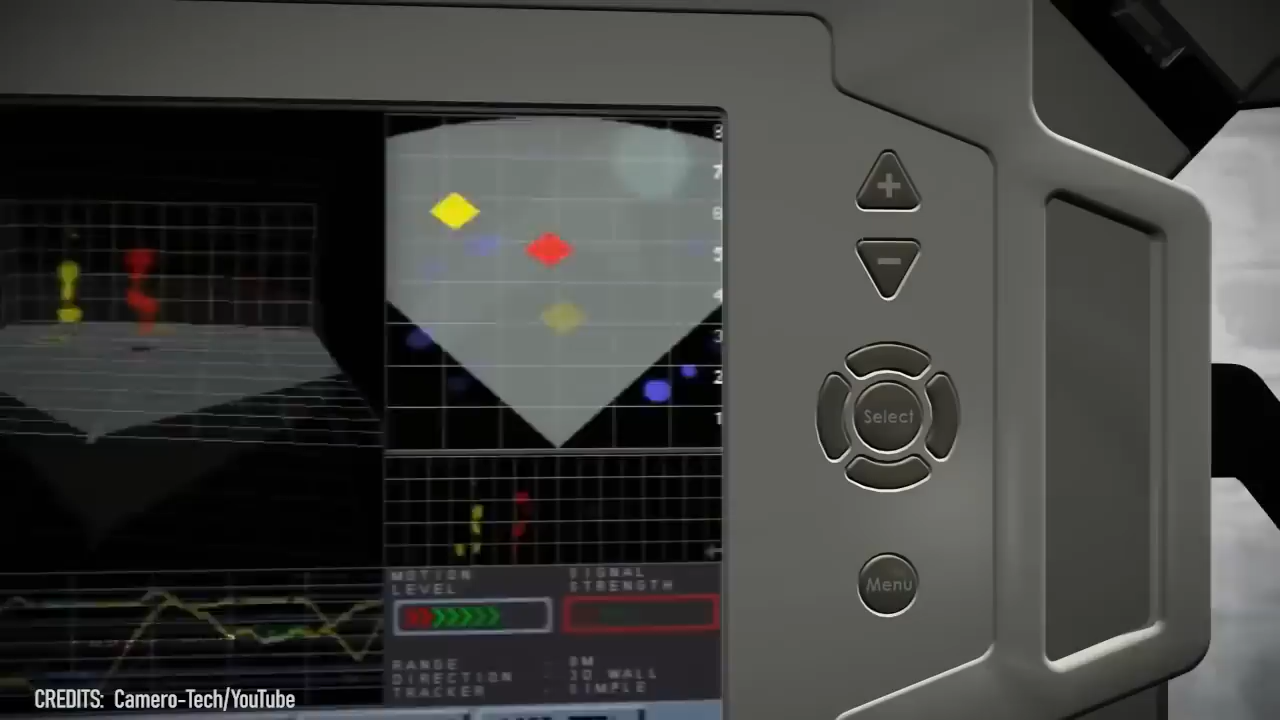 8
7
6
5
4
3
2
1
+
−
Select
Menu
MOTION
LEVEL
SIGNAL
STRENGTH
RANGE : 8M
DIRECTION : 3D WALL
TRACKER : SIMPLE
CREDITS: Camero-Tech/YouTube